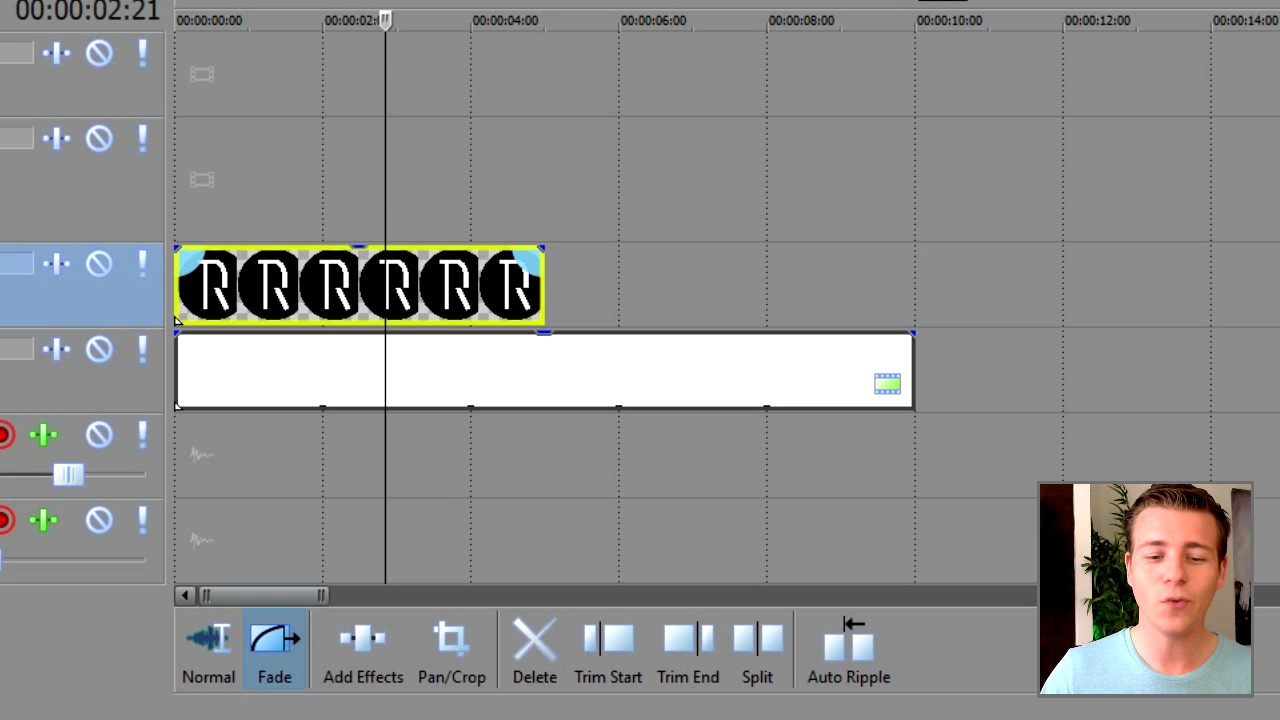 00:00:02:21
00:00:00:00 00:00:02: 00:00:04:00 00:00:06:00 00:00:08:00 00:00:10:00 00:00:12:00 00:00:14:00
R R R R R R
Normal Fade Add Effects Pan/Crop Delete Trim Start Trim End Split Auto Ripple